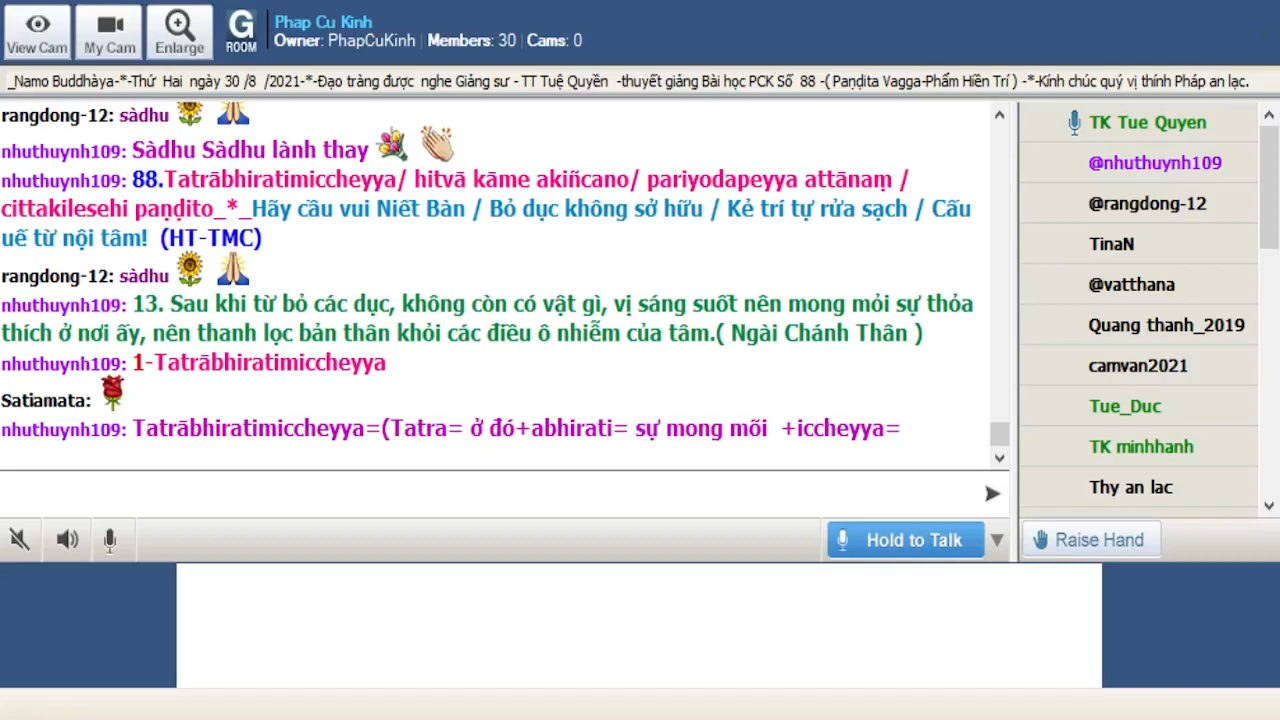 View Cam
My Cam
Enlarge
G
ROOM
Phap Cu Kinh
Owner: PhapCuKinh | Members: 30 | Cams: 0
_Namo Buddhàya-*-Thứ Hai ngày 30 /8 /2021-*-Đạo tràng được nghe Giảng sư - TT Tuệ Quyền -thuyết giảng Bài học PCK Số 88 -( Paṇḍita Vagga-Phẩm Hiền Trí ) -*-Kính chúc quý vị thính Pháp an lạc.
rangdong-12: sàdhu
nhuthuynh109: Sàdhu Sàdhu lành thay
nhuthuynh109: 88.Tatrābhiratimiccheyya/ hitvā kāme akiñcano/ pariyodapeyya attānaṃ /
cittakilesehi paṇḍito_*_Hãy cầu vui Niết Bàn / Bỏ dục không sở hữu / Kẻ trí tự rửa sạch / Cấu
uế từ nội tâm! (HT-TMC)
rangdong-12: sàdhu
nhuthuynh109: 13. Sau khi từ bỏ các dục, không còn có vật gì, vị sáng suốt nên mong mỏi sự thỏa
thích ở nơi ấy, nên thanh lọc bản thân khỏi các điều ô nhiễm của tâm.( Ngài Chánh Thân )
nhuthuynh109: 1-Tatrābhiratimiccheyya
Satiamata:
nhuthuynh109: Tatrābhiratimiccheyya=(Tatra= ở đó+abhirati= sự mong mõi +iccheyya=
TK Tue Quyen
@nhuthuynh109
@rangdong-12
TinaN
@vatthana
Quang thanh_2019
camvan2021
Tue_Duc
TK minhhanh
Thy an lac
Hold to Talk
Raise Hand